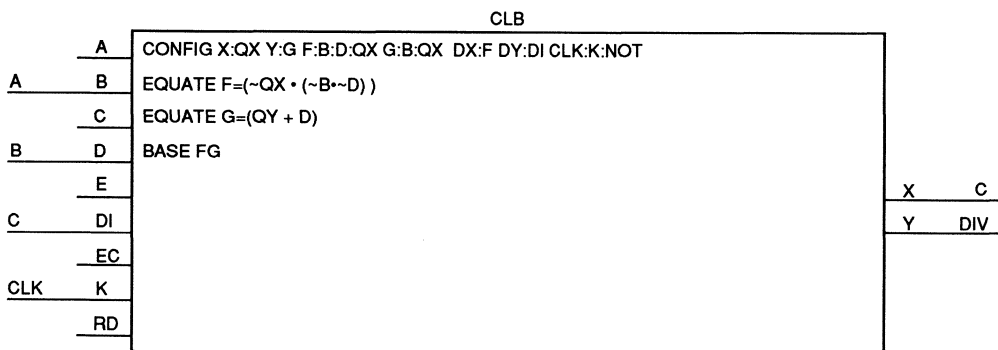 CLB
A CONFIG X:QX Y:G F:B:D:QX G:B:QX DX:F DY:DI CLK:K:NOT
A B EQUATE F=(~QX • (~B•~D) )
C EQUATE G=(QY + D)
B D BASE FG
E
X C
C DI
Y DIV
EC
CLK K
RD